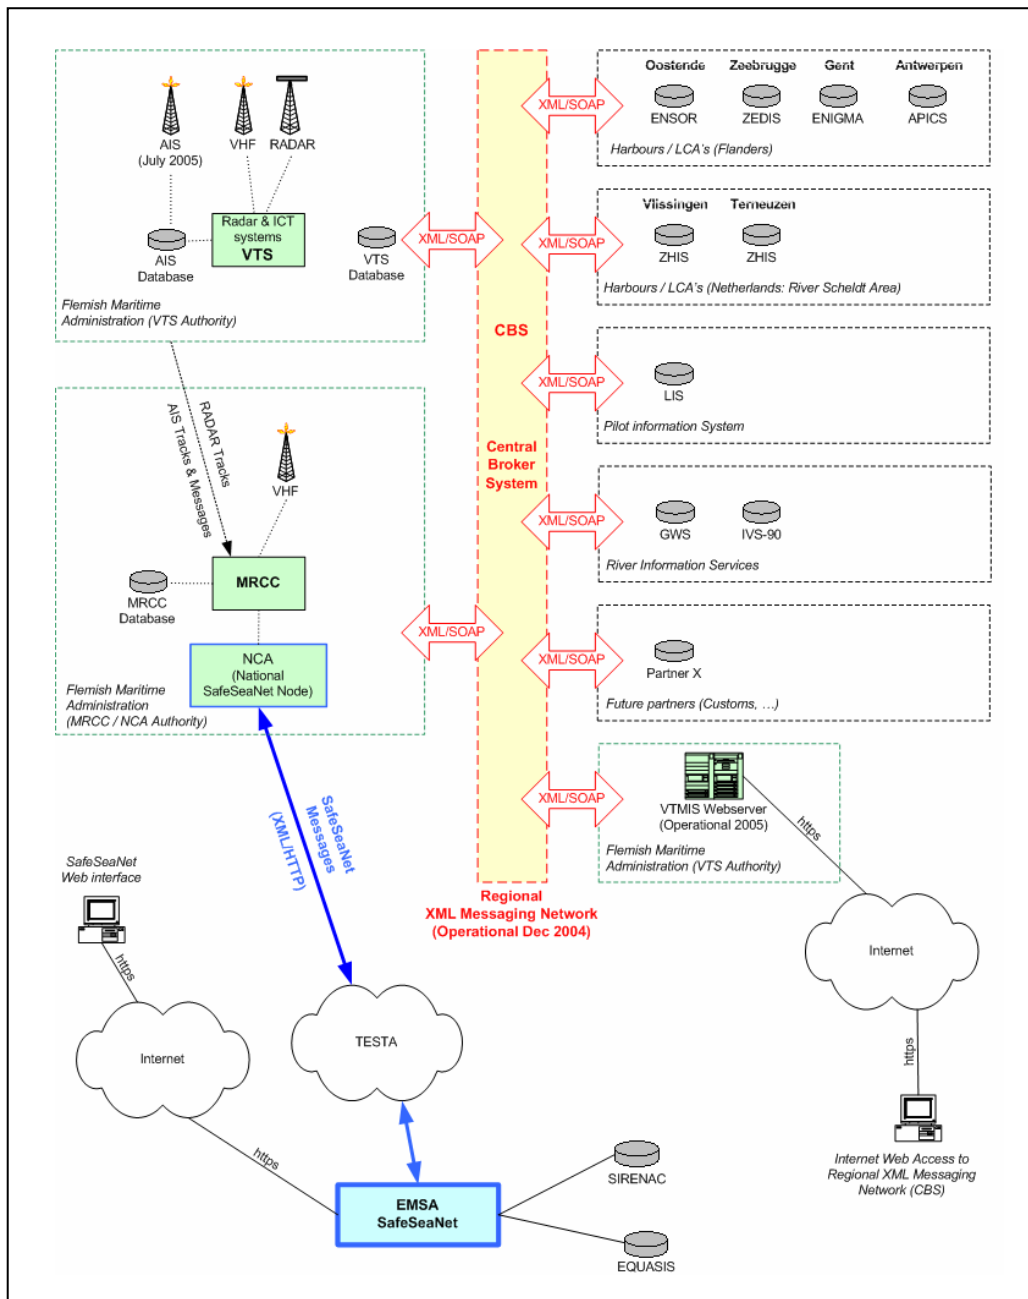 AIS
(July 2005)
VHF
RADAR
Radar & ICT
systems
VTS
AIS
Database
VTS
Database
Flemish Maritime
Administration (VTS Authority)
XML/SOAP
RADAR Tracks
AIS Tracks & Messages
VHF
MRCC
MRCC
Database
NCA
(National
SafeSeaNet Node)
Flemish Maritime
Administration
(MRCC / NCA Authority)
XML/SOAP
CBS
Central
Broker
System
Regional
XML Messaging Network
(Operational Dec 2004)
XML/SOAP
Oostende
Zeebrugge
Gent
Antwerpen
ENSOR
ZEDIS
ENIGMA
APICS
Harbours / LCA's (Flanders)
XML/SOAP
Vlissingen
Terneuzen
ZHIS
ZHIS
Harbours / LCA's (Netherlands: River Scheldt Area)
XML/SOAP
LIS
Pilot information System
XML/SOAP
GWS
IVS-90
River Information Services
XML/SOAP
Partner X
Future partners (Customs, ...)
XML/SOAP
VTMIS Webserver
(Operational 2005)
Flemish Maritime
Administration (VTS Authority)
https
Internet
https
Internet Web Access to
Regional XML Messaging
Network (CBS)
SafeSeaNet
Messages
(XML/HTTP)
SafeSeaNet
Web interface
https
Internet
TESTA
https
EMSA
SafeSeaNet
SIRENAC
EQUASIS